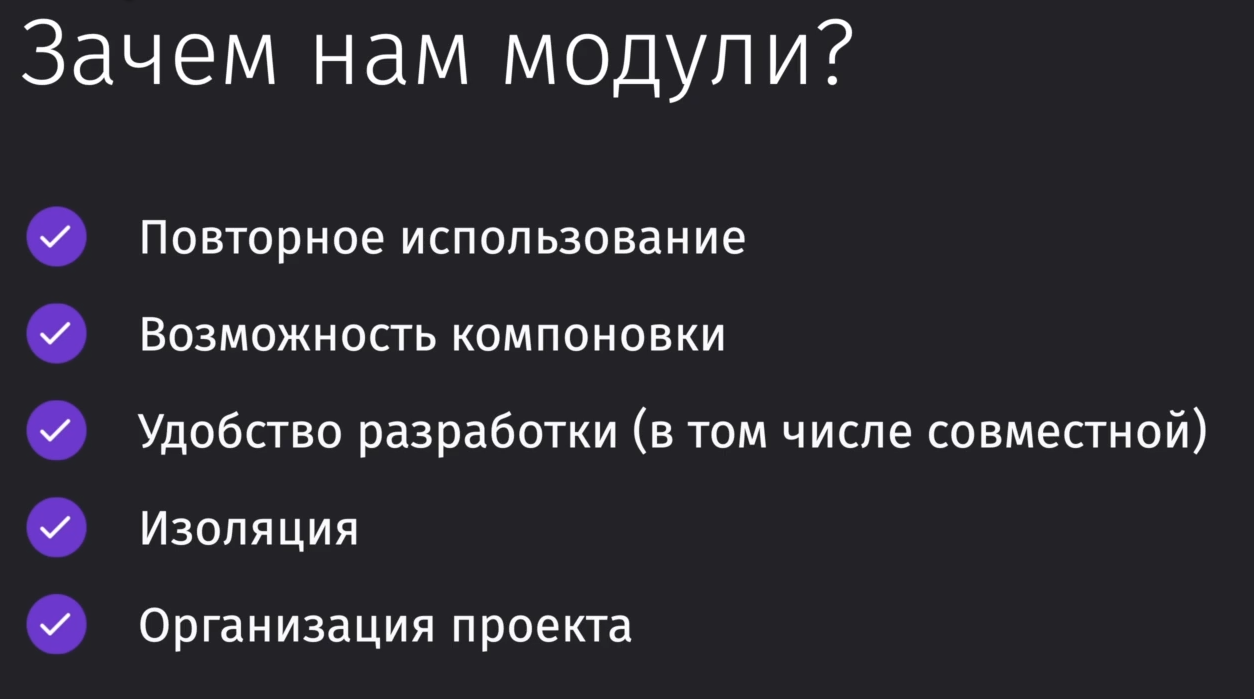 Зачем нам модули?
Повторное использование
Возможность компоновки
Удобство разработки (в том числе совместной)
Изоляция
Организация проекта